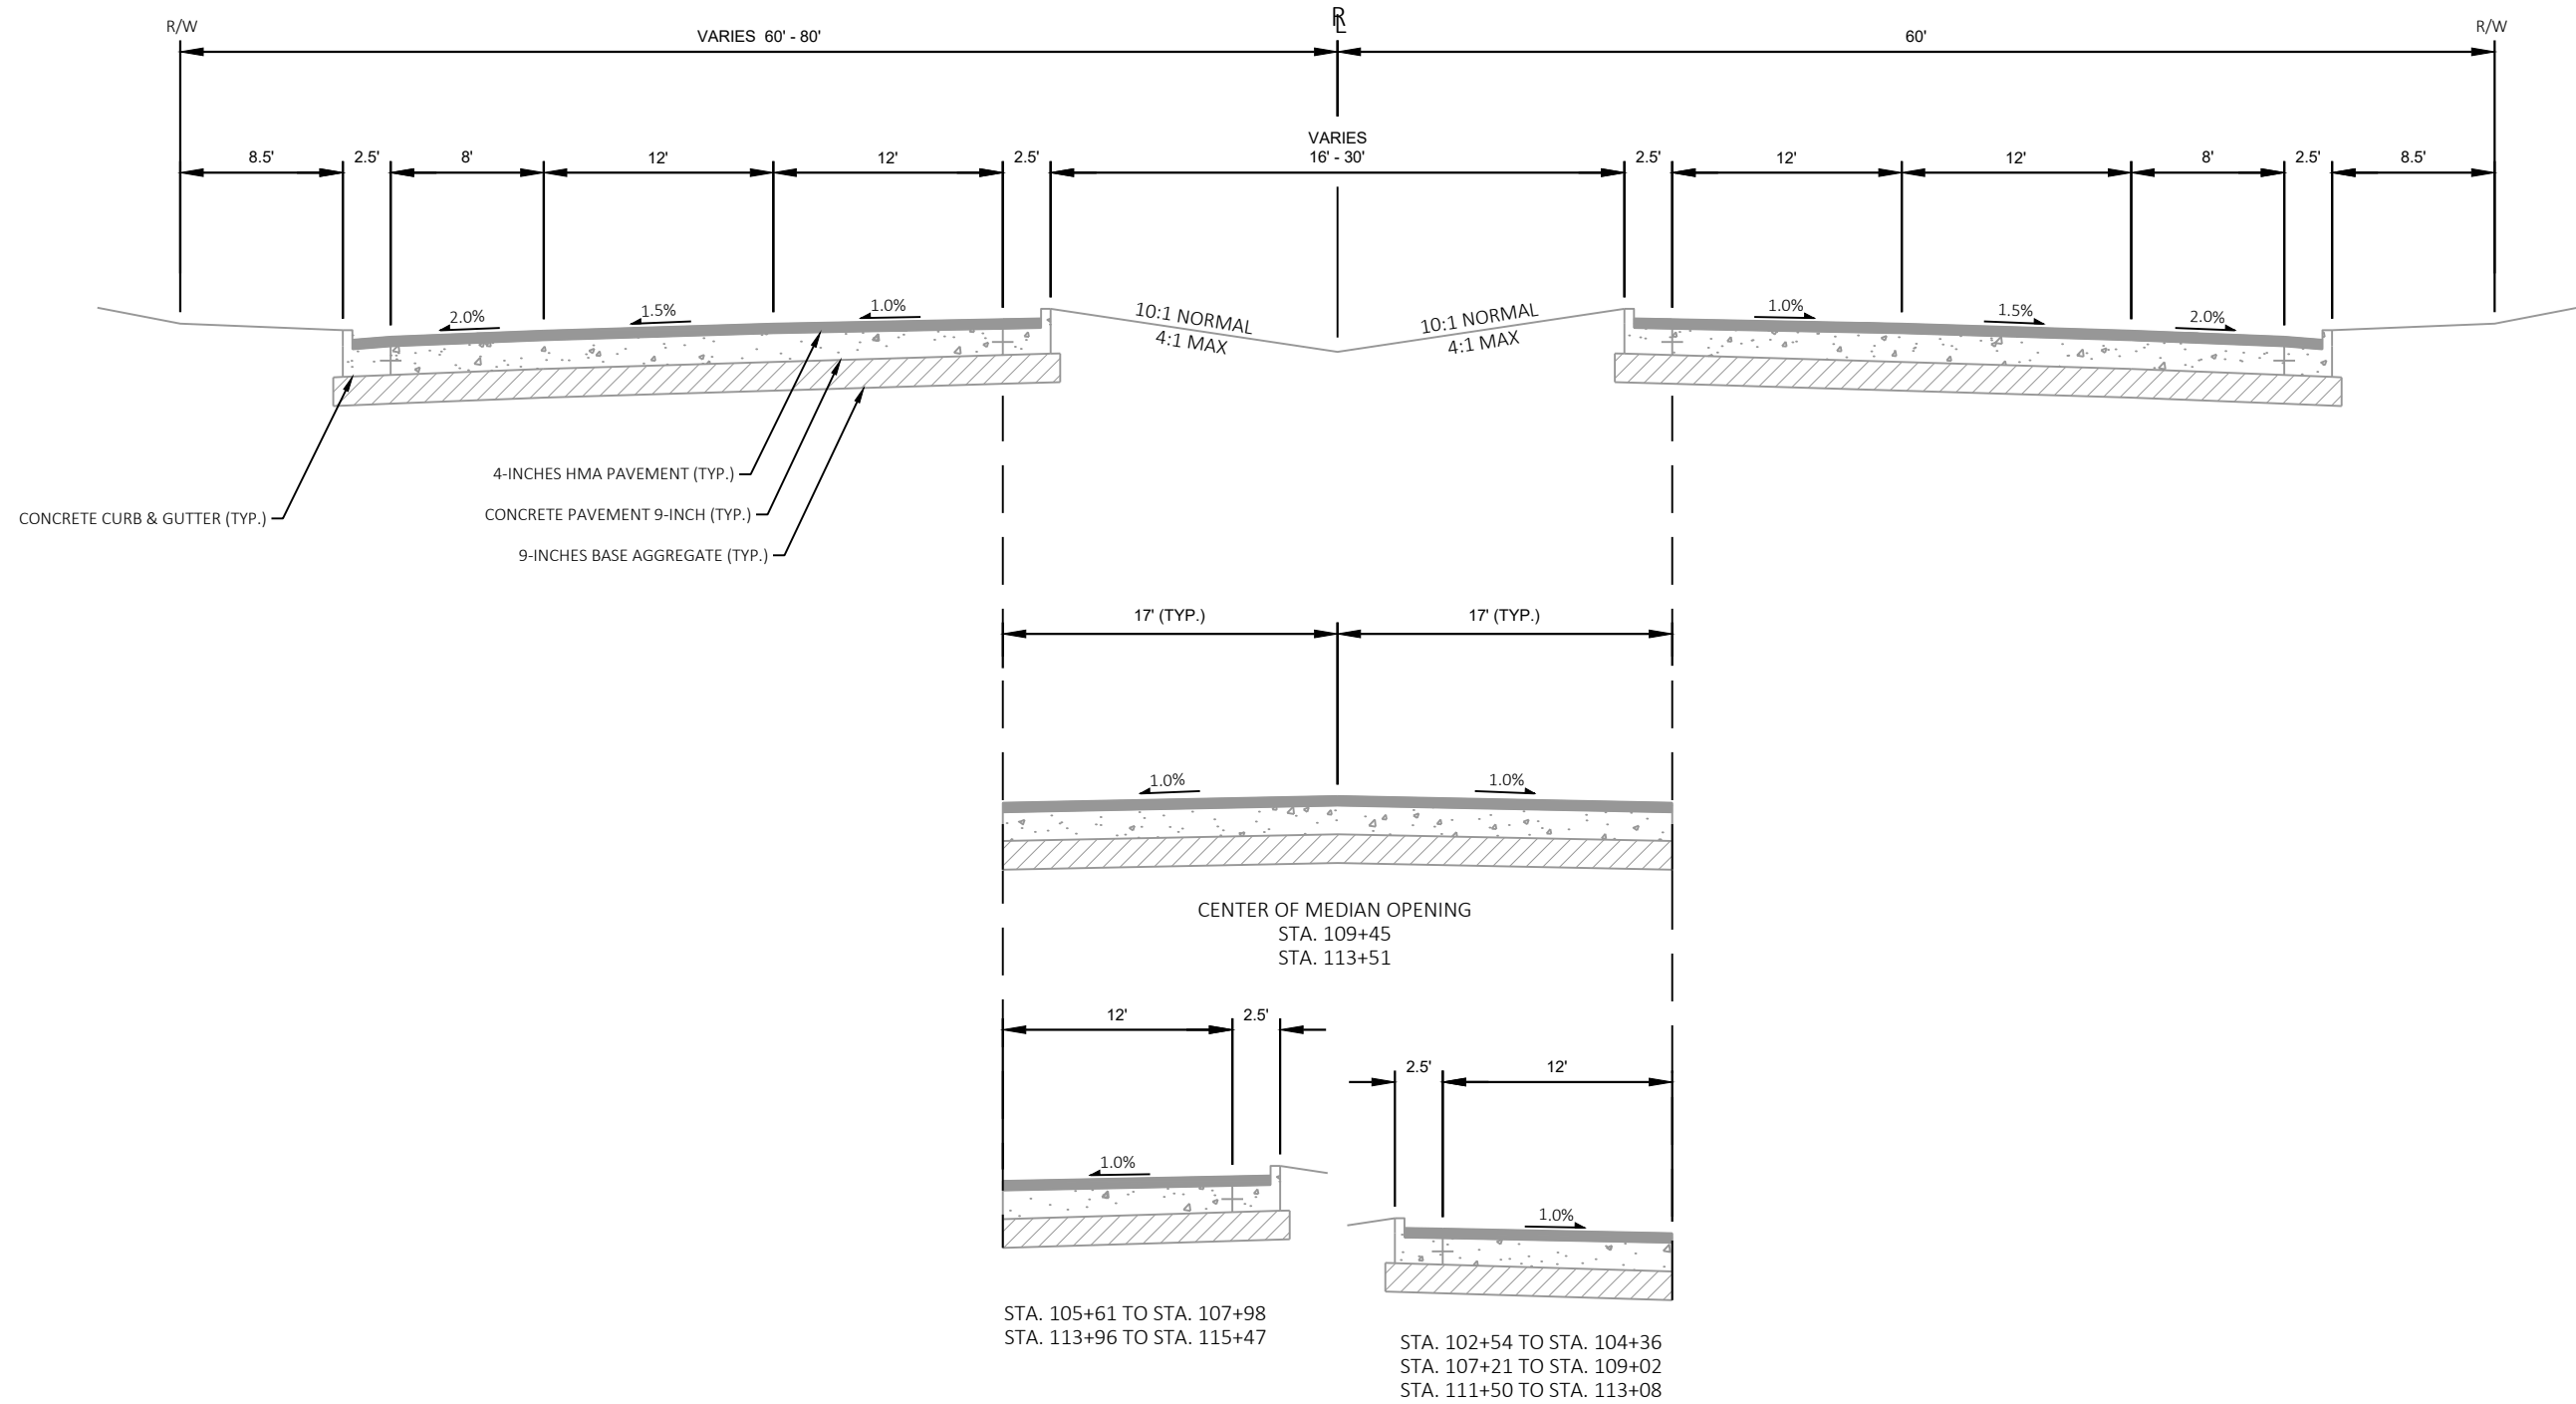 R/W
VARIES  60' - 80'
R
L
60'
R/W
8.5'
2.5'
8'
12'
12'
2.5'
VARIES
16' - 30'
2.5'
12'
12'
8'
2.5'
8.5'
2.0%
1.5%
1.0%
10:1 NORMAL
4:1 MAX
10:1 NORMAL
4:1 MAX
1.0%
1.5%
2.0%
4-INCHES HMA PAVEMENT (TYP.)
CONCRETE CURB & GUTTER (TYP.)
CONCRETE PAVEMENT 9-INCH (TYP.)
9-INCHES BASE AGGREGATE (TYP.)
17' (TYP.)
17' (TYP.)
1.0%
1.0%
CENTER OF MEDIAN OPENING
STA. 109+45
STA. 113+51
12'
2.5'
2.5'
12'
1.0%
1.0%
STA. 105+61 TO STA. 107+98
STA. 113+96 TO STA. 115+47
STA. 102+54 TO STA. 104+36
STA. 107+21 TO STA. 109+02
STA. 111+50 TO STA. 113+08